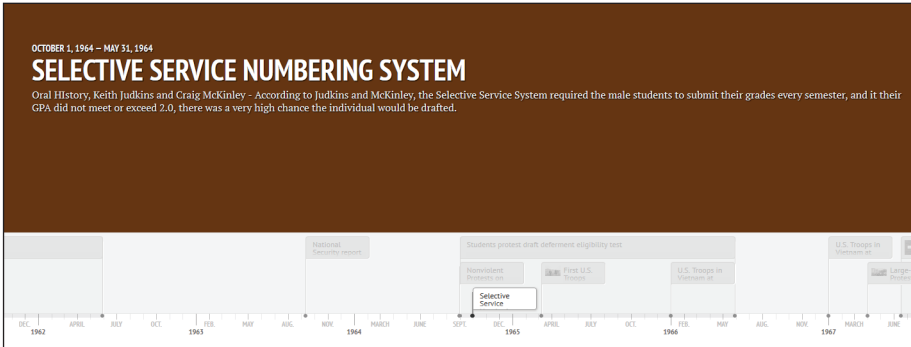 OCTOBER 1, 1964 — MAY 31, 1964
SELECTIVE SERVICE NUMBERING SYSTEM
Oral HIstory, Keith Judkins and Craig McKinley - According to Judkins and McKinley, the Selective Service System required the male students to submit their grades every semester, and it their
GPA did not meet or exceed 2.0, there was a very high chance the individual would be drafted.
National
Security report
Students protest draft deferment eligibility test
U.S. Troops in
Vietnam at
Nonviolent
Protests on
First U.S.
Troops
U.S. Troops in
Vietnam at
Large-
Protes
Selective
Service
DEC. APRIL JULY OCT. FEB. MAY AUG. NOV. MARCH JUNE SEPT. DEC. APRIL JULY OCT. FEB. MAY AUG. NOV. MARCH JUNE
1962 1963 1964 1965 1966 1967